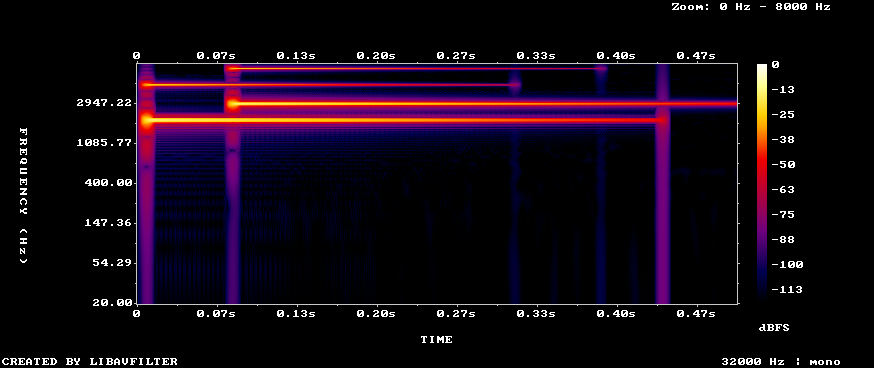 Zoom: 0 Hz - 8000 Hz
0 0.07s 0.13s 0.20s 0.27s 0.33s 0.40s 0.47s
2947.22
1085.77
400.00
147.36
54.29
20.00
FREQUENCY (Hz)
0 0.07s 0.13s 0.20s 0.27s 0.33s 0.40s 0.47s
TIME
0
-13
-25
-38
-50
-63
-75
-88
-100
-113
dBFS
CREATED BY LIBAVFILTER
32000 Hz | mono